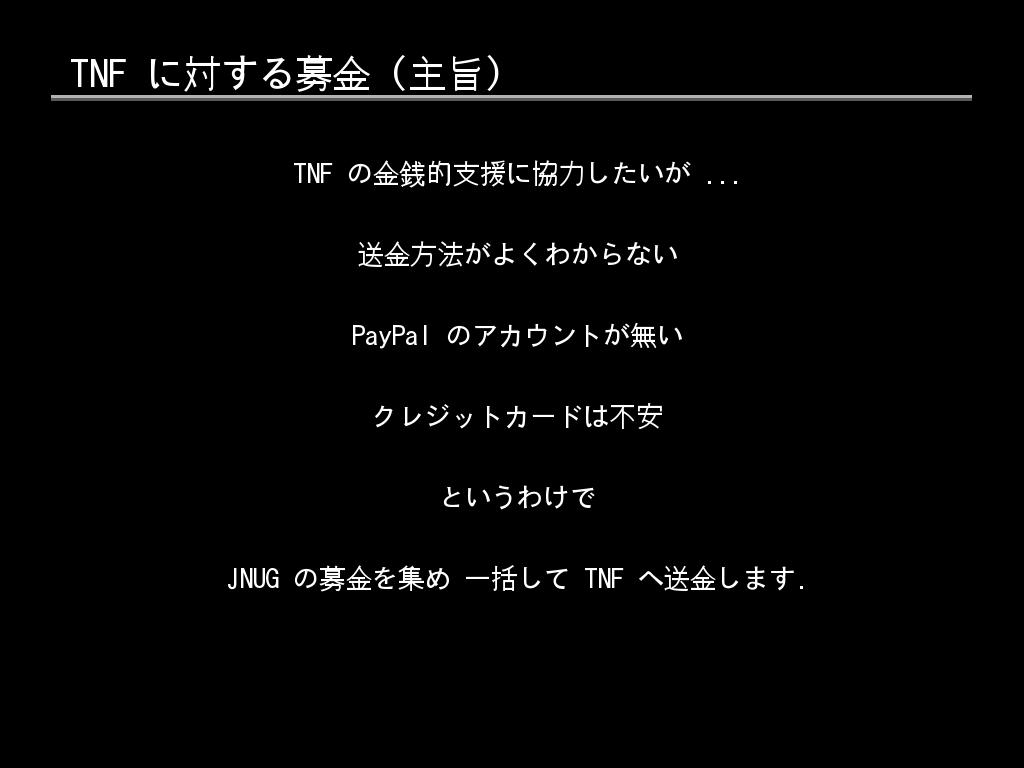 TNF に対する募金 (主旨)
TNF の金銭的支援に協力したいが ...
送金方法がよくわからない
PayPal のアカウントが無い
クレジットカードは不安
というわけで
JNUG の募金を集め 一括して TNF へ送金します.